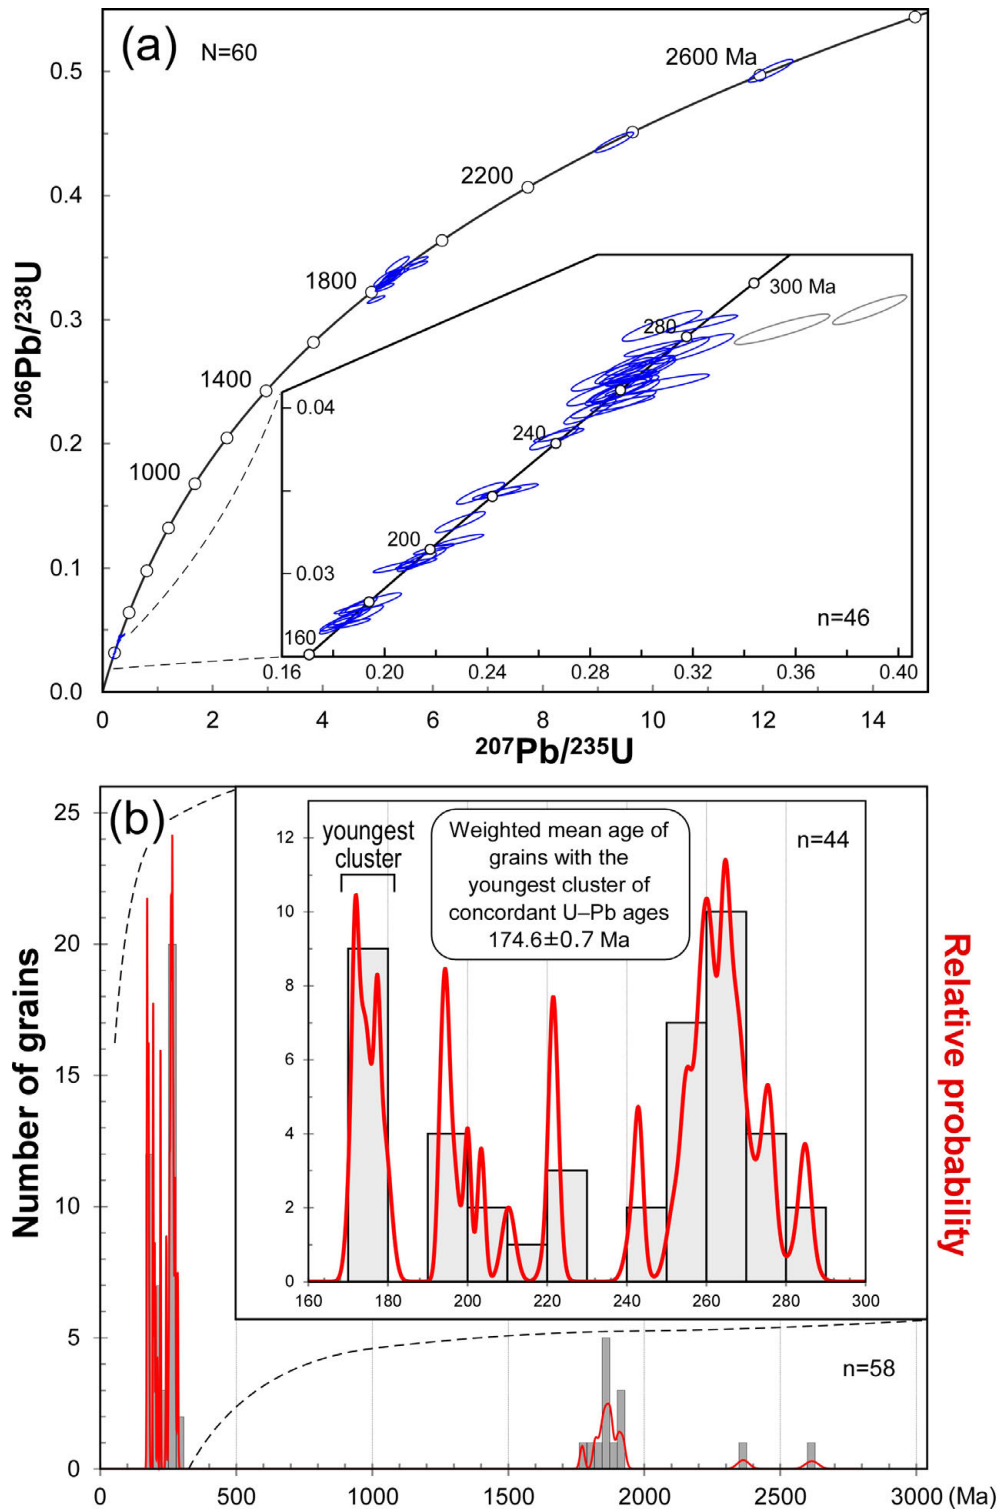 (a)
N=60
2600 Ma
0.5
2200
0.4
1800
300 Ma
0.3
280
1400
0.04
240
0.2
1000
200
0.03
0.1
n=46
160
0.16
0.20
0.24
0.28
0.32
0.36
0.40
0.0
0
2
4
6
8
10
12
14
²⁰⁶Pb/²³⁸U
²⁰⁷Pb/²³⁵U
(b)
25
20
15
10
5
0
Number of grains
Relative probability
youngest
cluster
Weighted mean age of
grains with the
youngest cluster of
concordant U–Pb ages
174.6±0.7 Ma
n=44
12
10
8
6
4
2
0
160
180
200
220
240
260
280
300
n=58
0
500
1000
1500
2000
2500
3000 (Ma)